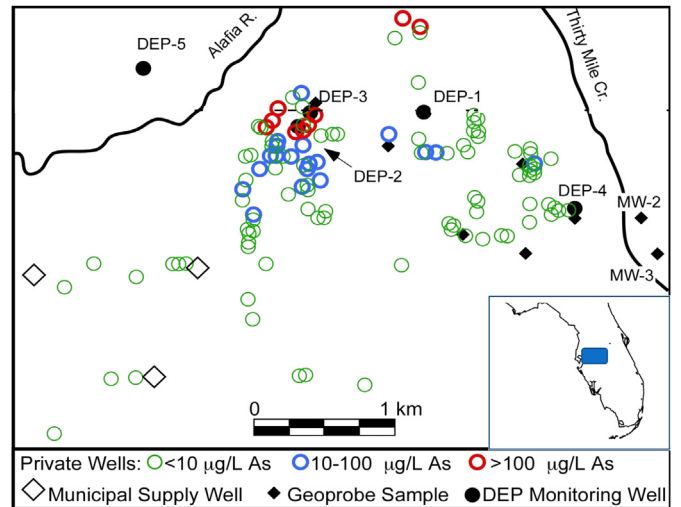 DEP-5
Alafia R.
Thirty Mile Cr.
DEP-3
DEP-1
DEP-2
DEP-4
MW-2
MW-3
0 1 km
Private Wells: <10 µg/L As 10-100 µg/L As >100 µg/L As
Municipal Supply Well Geoprobe Sample DEP Monitoring Well